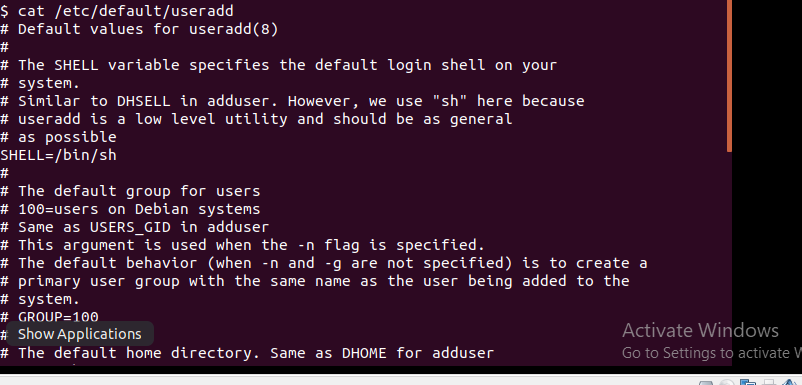 $ cat /etc/default/useradd
# Default values for useradd(8)
#
# The SHELL variable specifies the default login shell on your
# system.
# Similar to DHSELL in adduser. However, we use "sh" here because
# useradd is a low level utility and should be as general
# as possible
SHELL=/bin/sh
#
# The default group for users
# 100=users on Debian systems
# Same as USERS_GID in adduser
# This argument is used when the -n flag is specified.
# The default behavior (when -n and -g are not specified) is to create a
# primary user group with the same name as the user being added to the
# system.
# GROUP=100
#
Show Applications
# The default home directory. Same as DHOME for adduser
Activate Windows
Go to Settings to activate